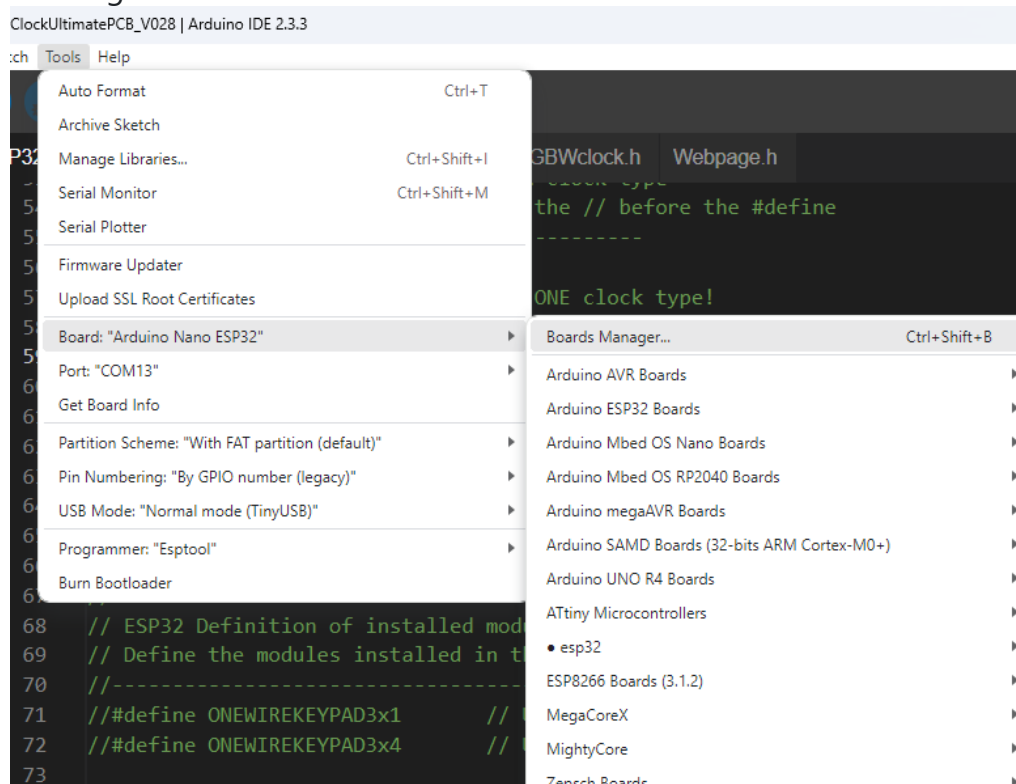 ClockUltimatePCB_V028 | Arduino IDE 2.3.3
Tools Help
Auto Format Ctrl+T
Archive Sketch
Manage Libraries... Ctrl+Shift+I
GBWclock.h Webpage.h
Serial Monitor Ctrl+Shift+M
clock type
54 the // before the #define
Serial Plotter
---------
Firmware Updater
Upload SSL Root Certificates
ONE clock type!
Board: "Arduino Nano ESP32"
Boards Manager... Ctrl+Shift+B
Port: "COM13"
Arduino AVR Boards
Get Board Info
Arduino ESP32 Boards
Partition Scheme: "With FAT partition (default)"
Arduino Mbed OS Nano Boards
Pin Numbering: "By GPIO number (legacy)"
Arduino Mbed OS RP2040 Boards
USB Mode: "Normal mode (TinyUSB)"
Arduino megaAVR Boards
Programmer: "Esptool"
Arduino SAMD Boards (32-bits ARM Cortex-M0+)
Burn Bootloader
Arduino UNO R4 Boards
ATtiny Microcontrollers
68 // ESP32 Definition of installed
● esp32
69 // Define the modules installed in
ESP8266 Boards (3.1.2)
70 //----------------------------------
MegaCoreX
71 //#define ONEWIREKEYPAD3x1 //
72 //#define ONEWIREKEYPAD3x4 //
MightyCore
73
Zensch Boards